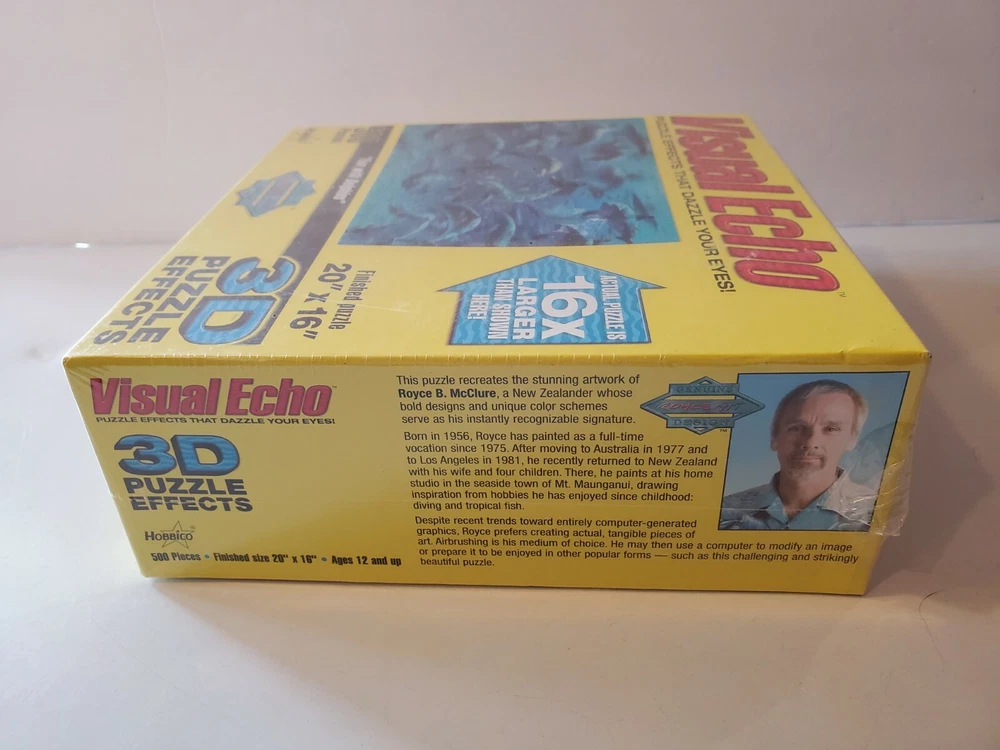 Visual Echo™
PUZZLE EFFECTS THAT DAZZLE YOUR EYES!
Finished puzzle
20" x 16"
3D
PUZZLE
EFFECTS
ACTUAL PUZZLE IS
16X
LARGER
THAN SHOWN
HERE!
Visual Echo™
PUZZLE EFFECTS THAT DAZZLE YOUR EYES!
3D
PUZZLE
EFFECTS
HOBBICO®
500 Pieces • Finished size 20" x 16" • Ages 12 and up
This puzzle recreates the stunning artwork of
Royce B. McClure, a New Zealander whose
bold designs and unique color schemes
serve as his instantly recognizable signature.
Born in 1956, Royce has painted as a full-time
vocation since 1975. After moving to Australia in 1977 and
to Los Angeles in 1981, he recently returned to New Zealand
with his wife and four children. There, he paints at his home
studio in the seaside town of Mt. Maunganui, drawing
inspiration from hobbies he has enjoyed since childhood:
diving and tropical fish.
Despite recent trends toward entirely computer-generated
graphics, Royce prefers creating actual, tangible pieces of
art. Airbrushing is his medium of choice. He may then use a computer to modify an image
or prepare it to be enjoyed in other popular forms — such as this challenging and strikingly
beautiful puzzle.
GENUINE
ROYCE ART
DESIGN
™